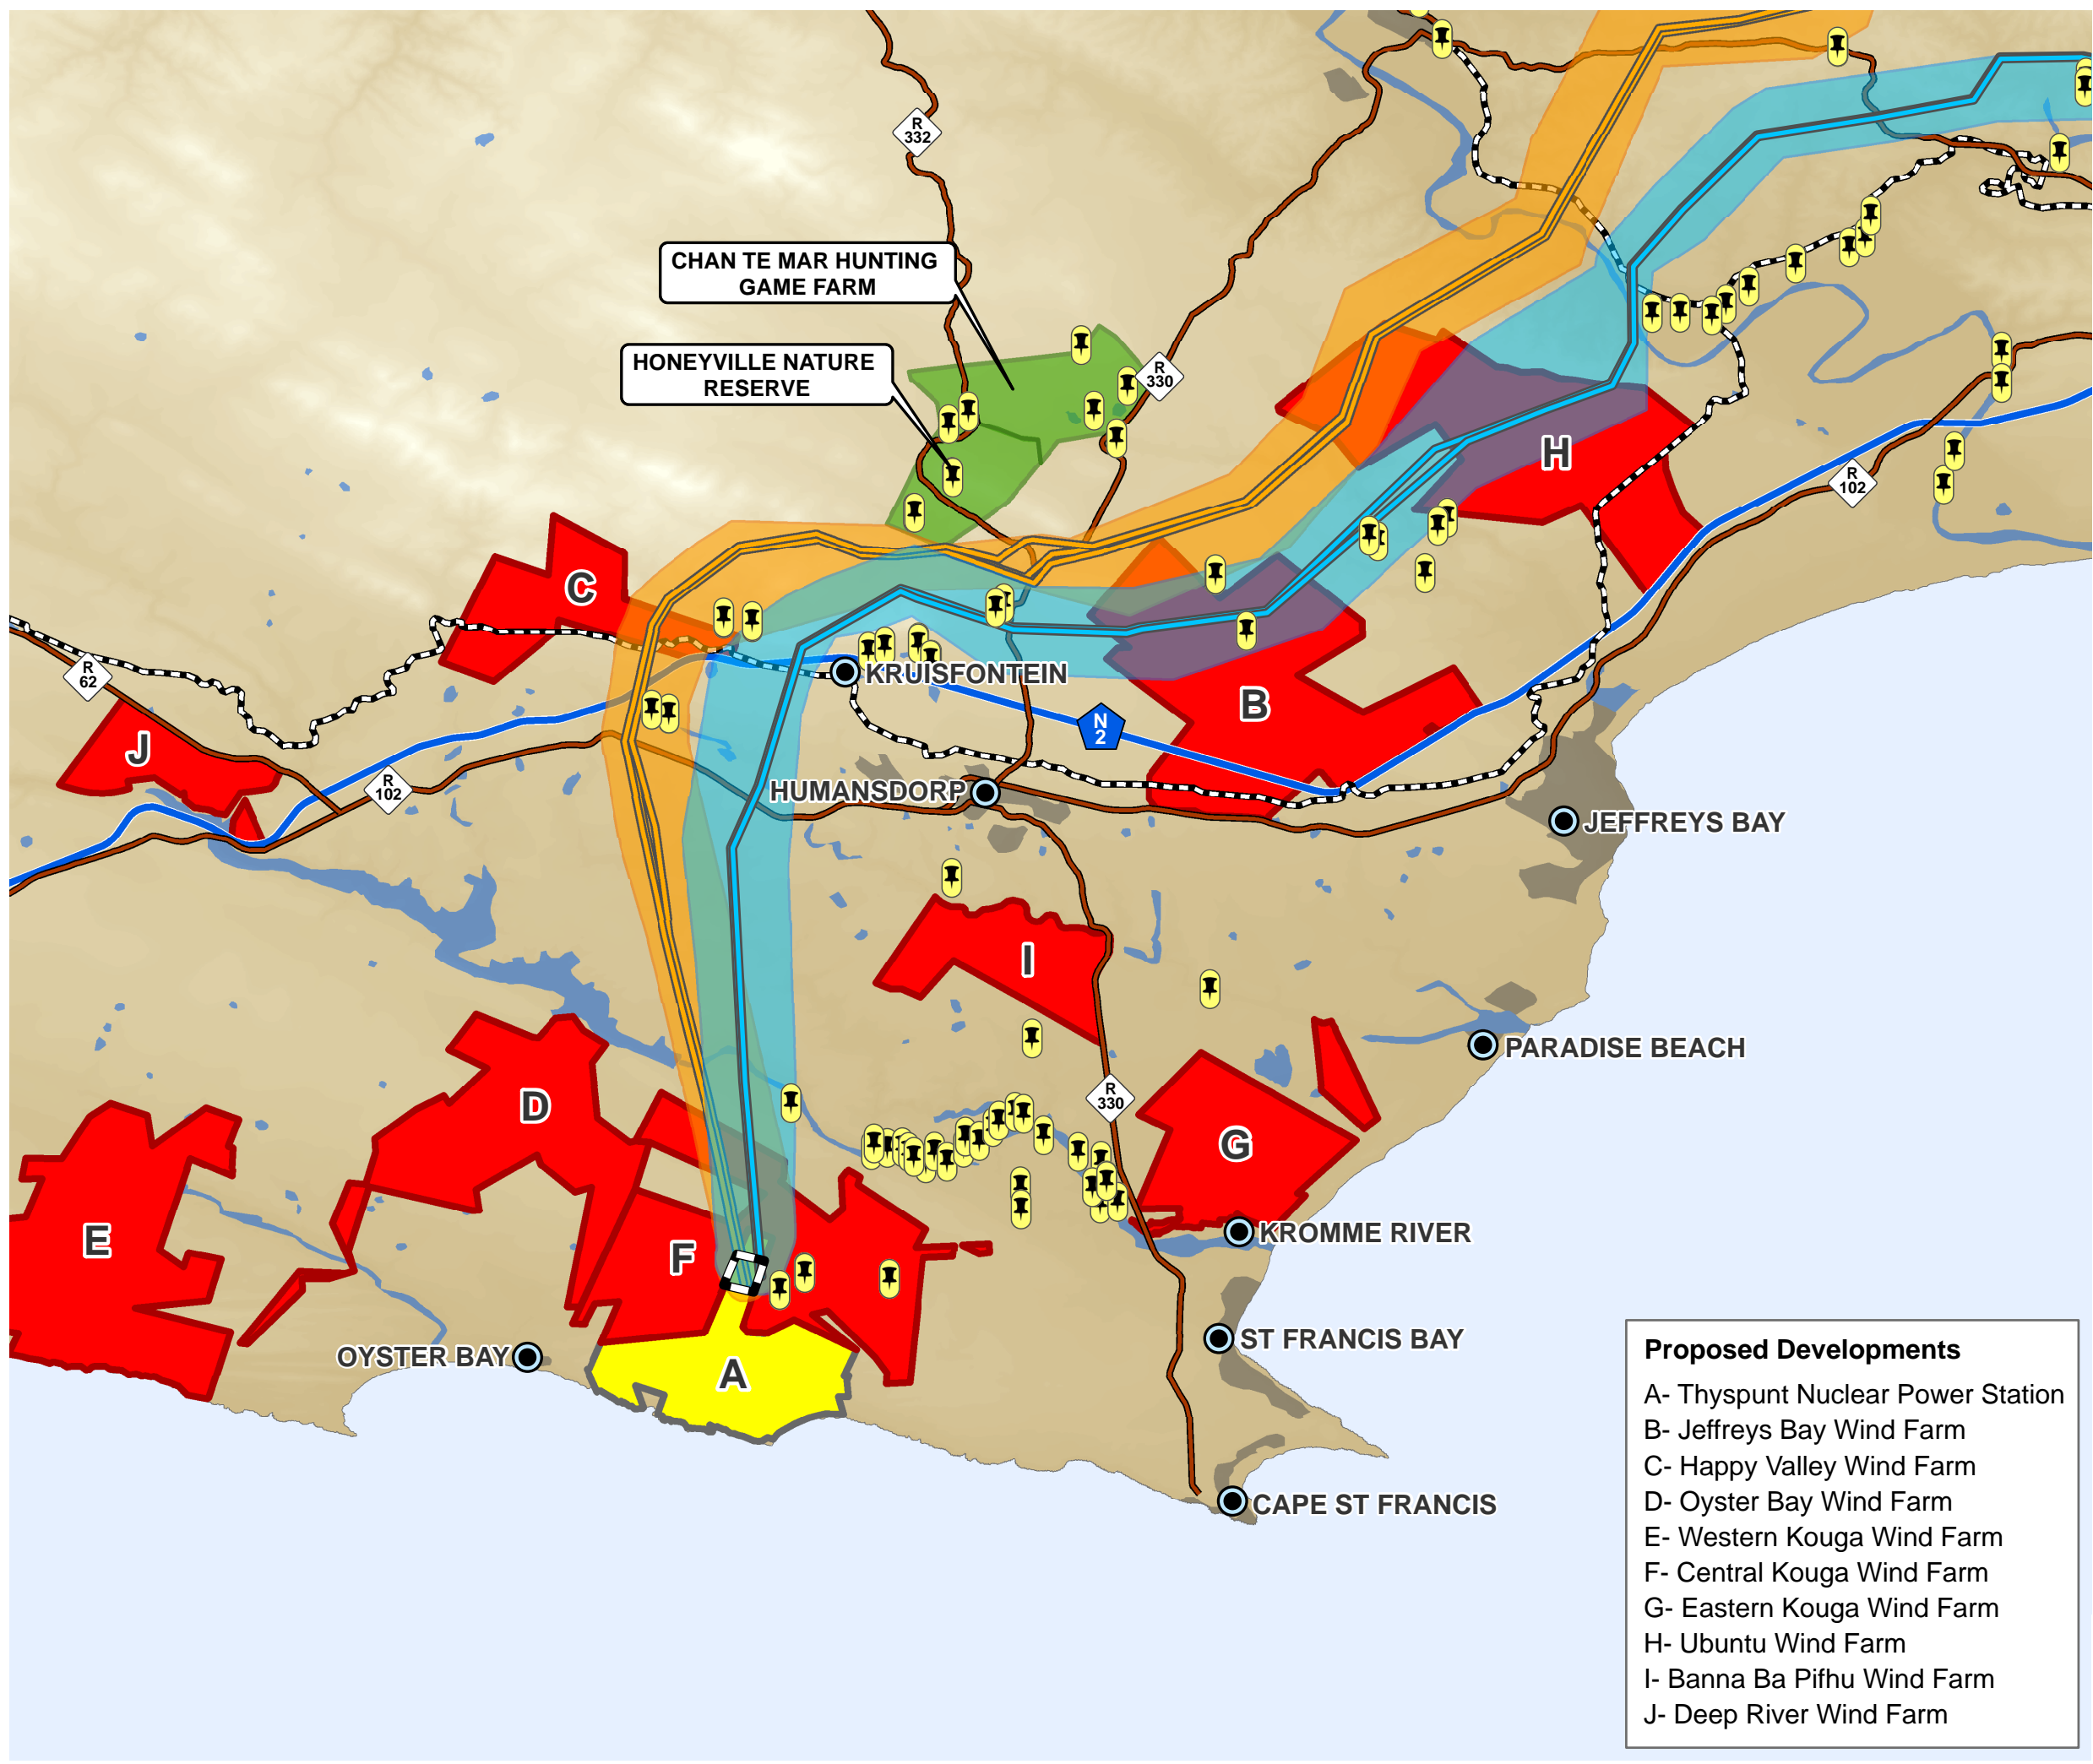 R
332
CHAN TE MAR HUNTING
GAME FARM
HONEYVILLE NATURE
RESERVE
R
330
H
R
102
C
R
62
KRUISFONTEIN
B
N
2
J
R
102
HUMANSDORP
JEFFREYS BAY
I
PARADISE BEACH
D
R
330
G
E
F
KROMME RIVER
OYSTER BAY
ST FRANCIS BAY
A
CAPE ST FRANCIS
Proposed Developments
A- Thyspunt Nuclear Power Station
B- Jeffreys Bay Wind Farm
C- Happy Valley Wind Farm
D- Oyster Bay Wind Farm
E- Western Kouga Wind Farm
F- Central Kouga Wind Farm
G- Eastern Kouga Wind Farm
H- Ubuntu Wind Farm
I- Banna Ba Pifhu Wind Farm
J- Deep River Wind Farm